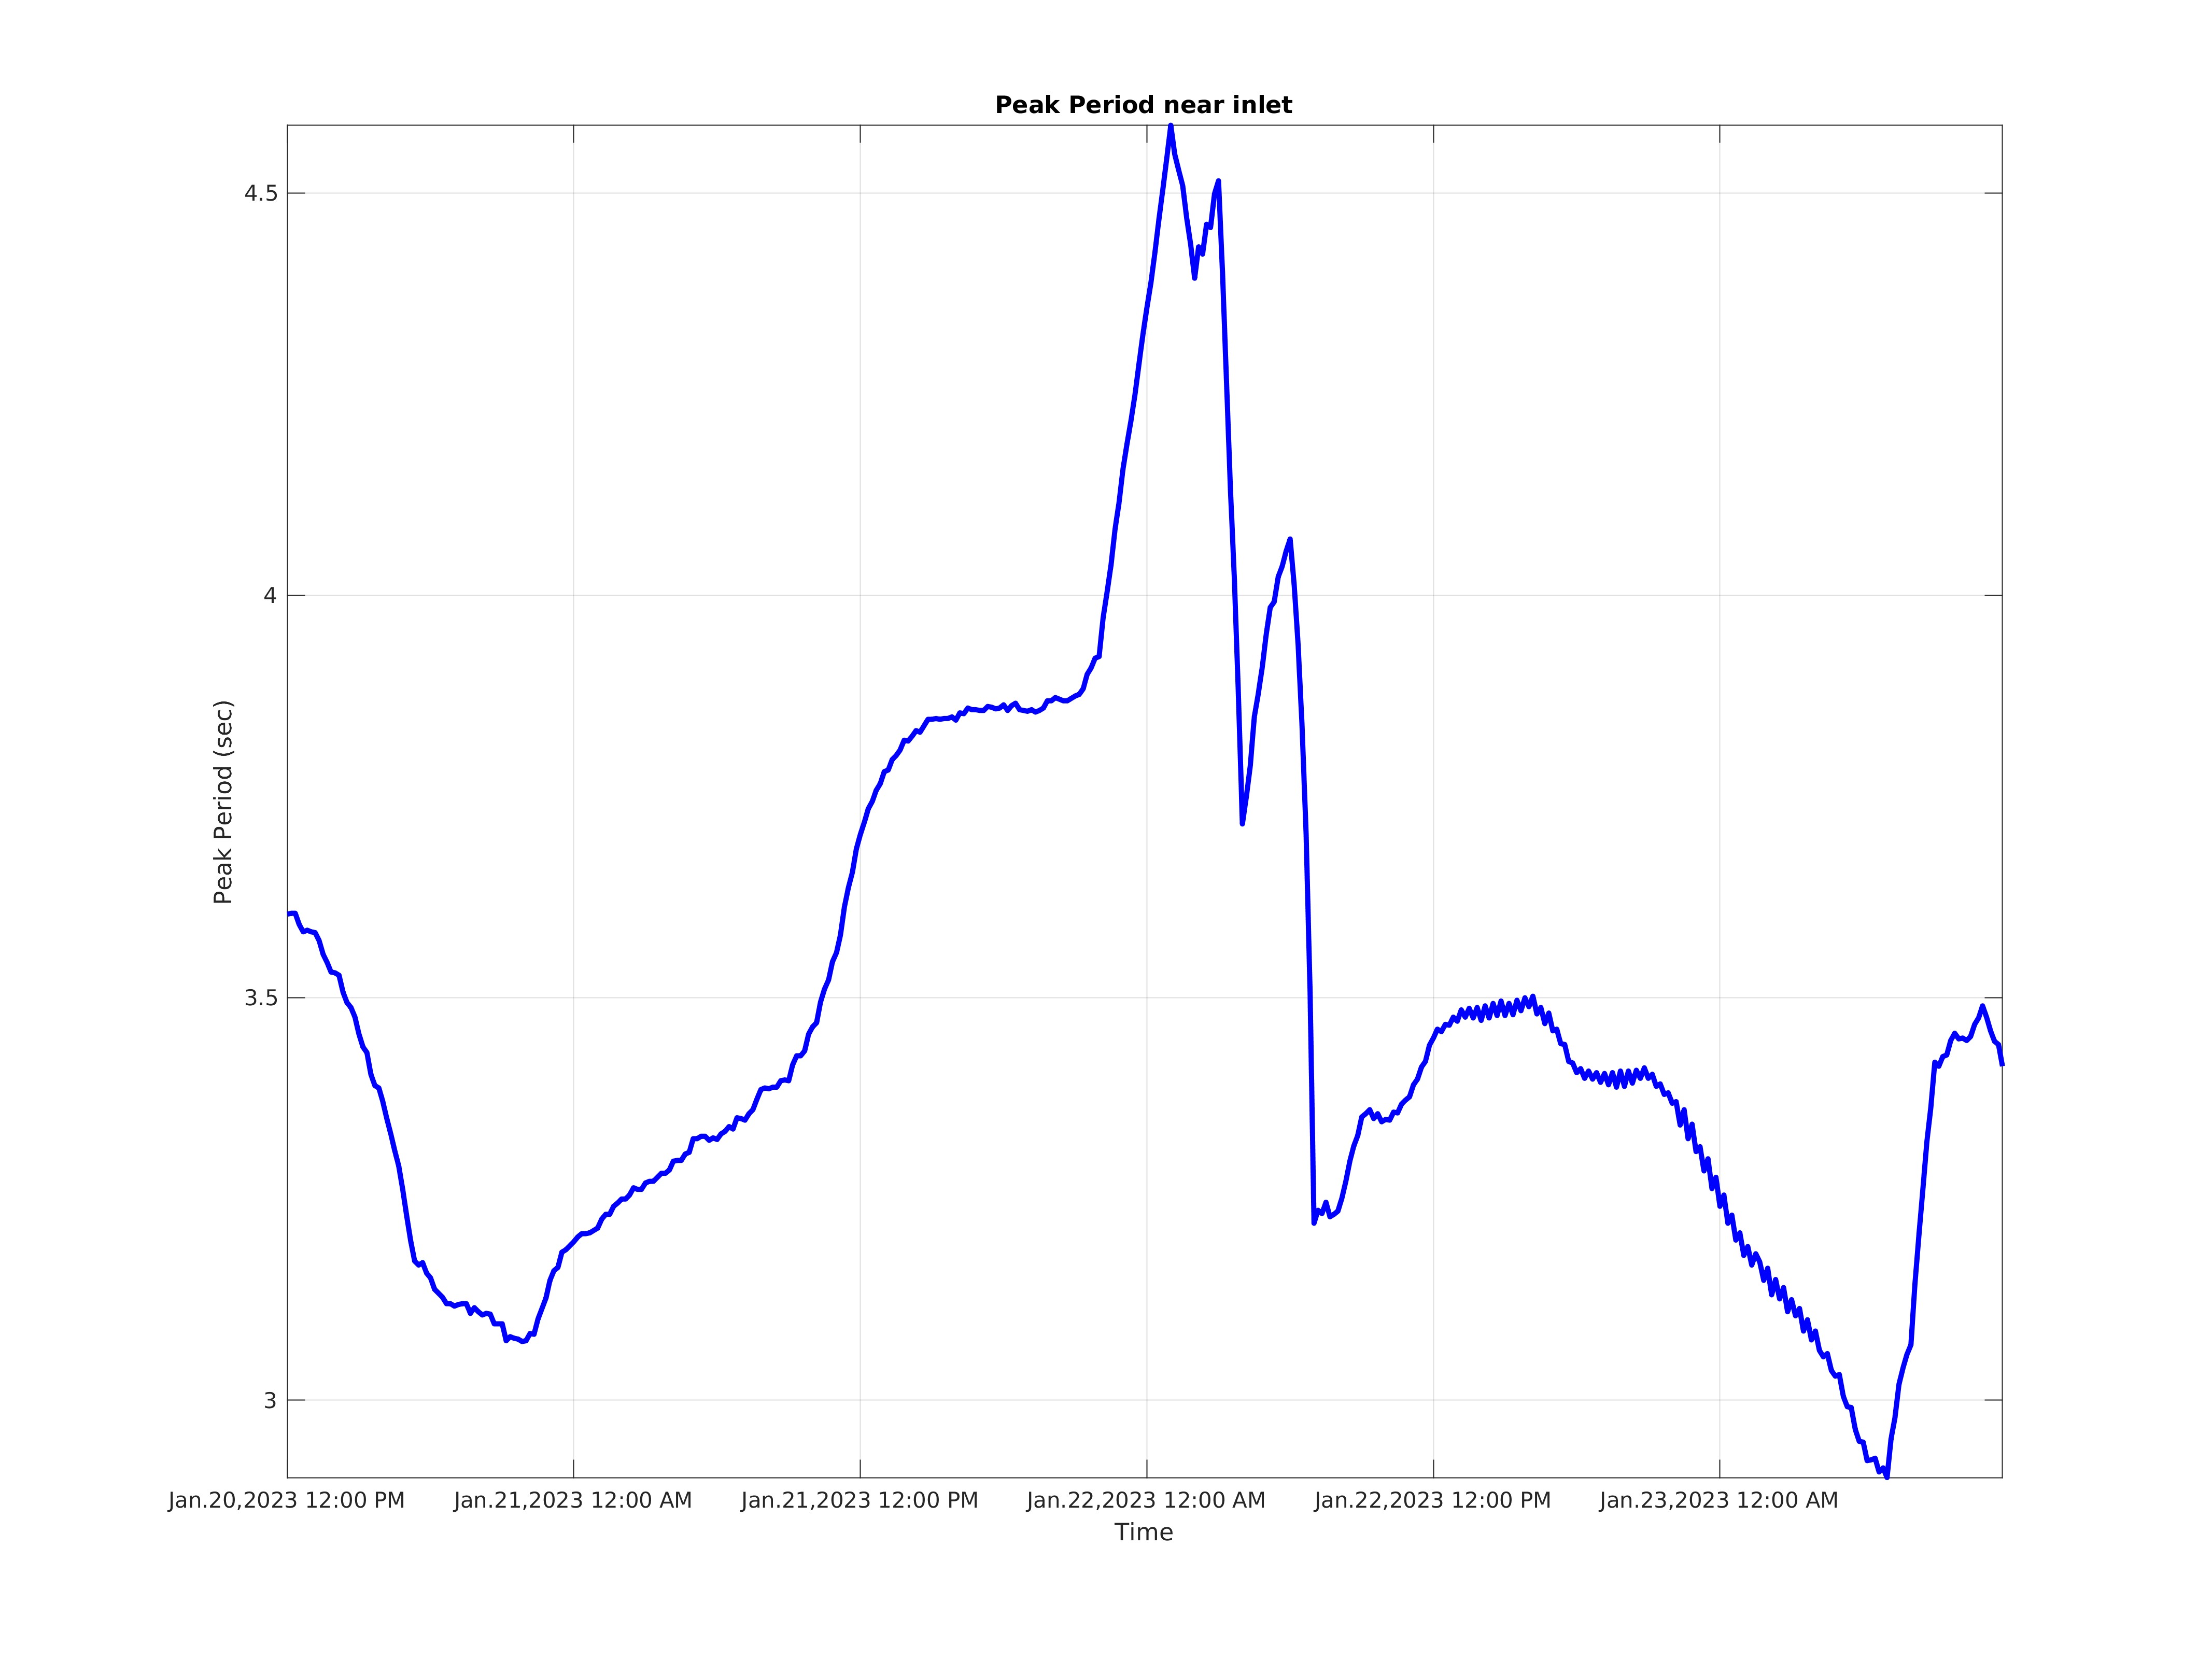 Peak Period near inlet
4.5
4
3.5
3
Peak Period (sec)
Jan.20,2023 12:00 PM Jan.21,2023 12:00 AM Jan.21,2023 12:00 PM Jan.22,2023 12:00 AM Jan.22,2023 12:00 PM Jan.23,2023 12:00 AM
Time